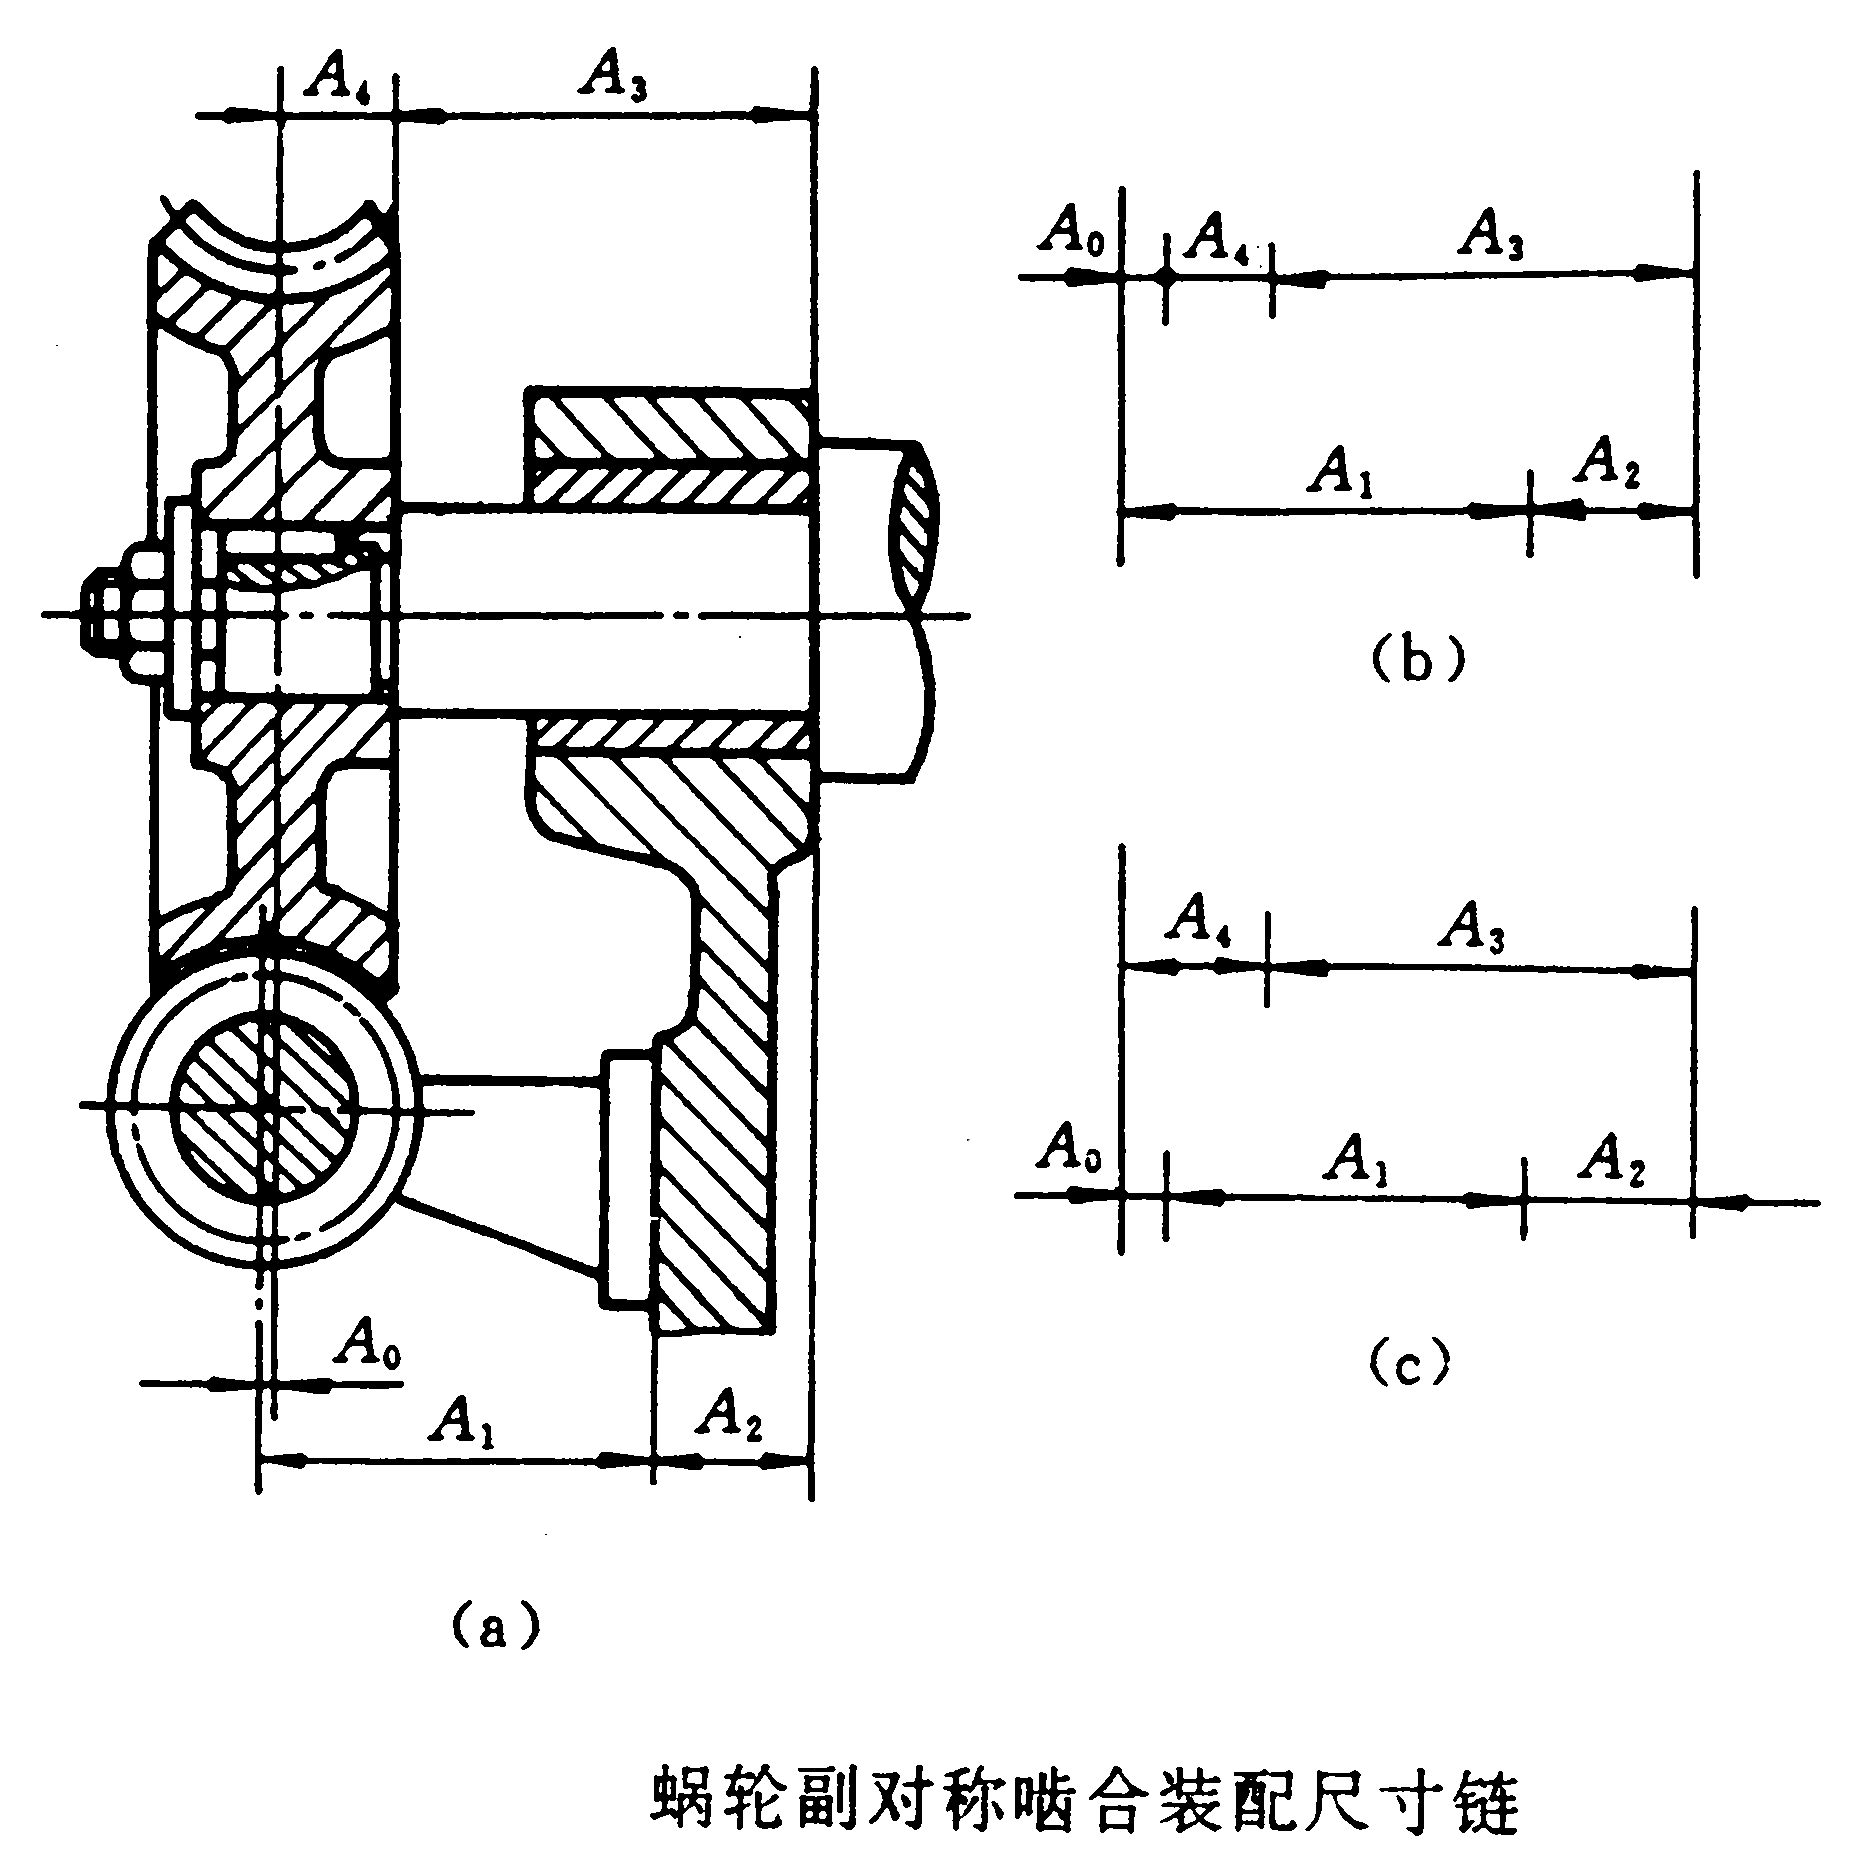 A₄ A₃
A₀ A₄ A₃
A₁ A₂
(b)
A₄ A₃
A₀ A₁ A₂
(c)
A₀
A₁ A₂
(a)
蜗轮副对称啮合装配尺寸链